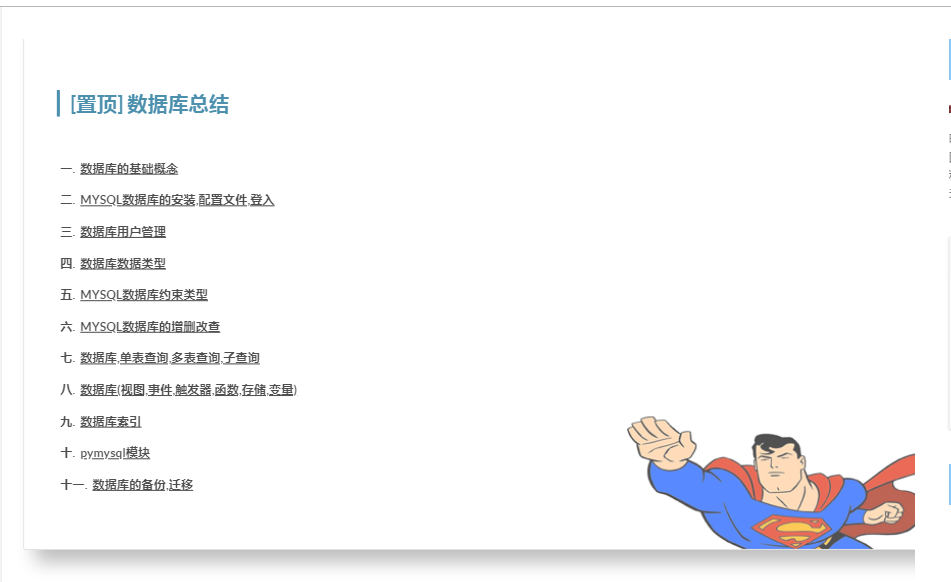 [置顶] 数据库总结
一. 数据库的基础概念
二. MYSQL数据库的安装,配置文件,登入
三. 数据库用户管理
四. 数据库数据类型
五. MYSQL数据库约束类型
六. MYSQL数据库的增删改查
七. 数据库,单表查询,多表查询,子查询
八. 数据库(视图,事件,触发器,函数,存储,变量)
九. 数据库索引
十. pymysql模块
十一. 数据库的备份,迁移